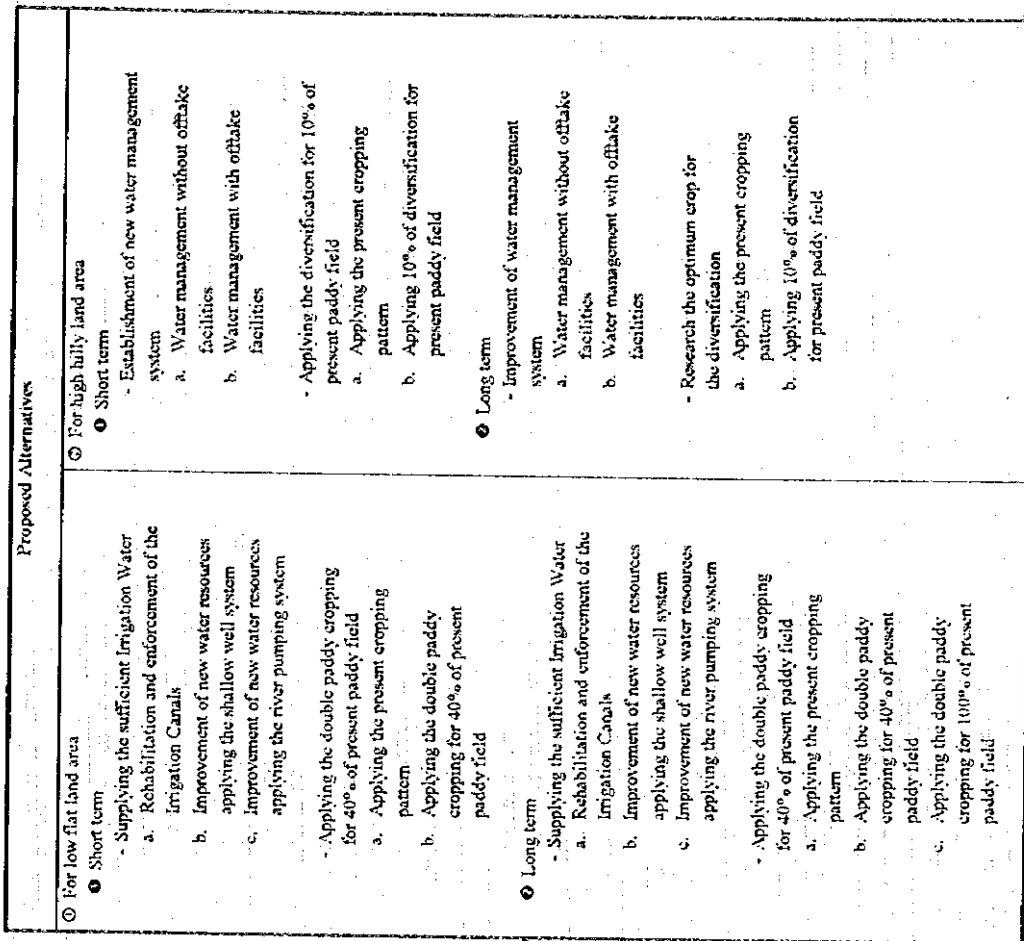 Proposed Alternatives
① For low flat land area
❶ Short term
- Supplying the sufficient Irrigation Water
a. Rehabilitation and enforcement of the
Irrigation Canals
b. Improvement of new water resources
applying the shallow well system
c. Improvement of new water resources
applying the river pumping system
- Applying the double paddy cropping
for 40% of present paddy field
a. Applying the present cropping
pattern
b. Applying the double paddy
cropping for 40% of present
paddy field
❷ Long term
- Supplying the sufficient Irrigation Water
a. Rehabilitation and enforcement of the
Irrigation Canals
b. Improvement of new water resources
applying the shallow well system
c. Improvement of new water resources
applying the river pumping system
- Applying the double paddy cropping
for 40% of present paddy field
a. Applying the present cropping
pattern
b. Applying the double paddy
cropping for 40% of present
paddy field
c. Applying the double paddy
cropping for 100% of present
paddy field
② For high hilly land area
❶ Short term
- Establishment of new water management
system
a. Water management without offtake
facilities
b. Water management with offtake
facilities
- Applying the diversification for 10% of
present paddy field
a. Applying the present cropping
pattern
b. Applying 10% of diversification for
present paddy field
❷ Long term
- Improvement of water management
system
a. Water management without offtake
facilities
b. Water management with offtake
facilities
- Research the optimum crop for
the diversification
a. Applying the present cropping
pattern
b. Applying 10% of diversification
for present paddy field